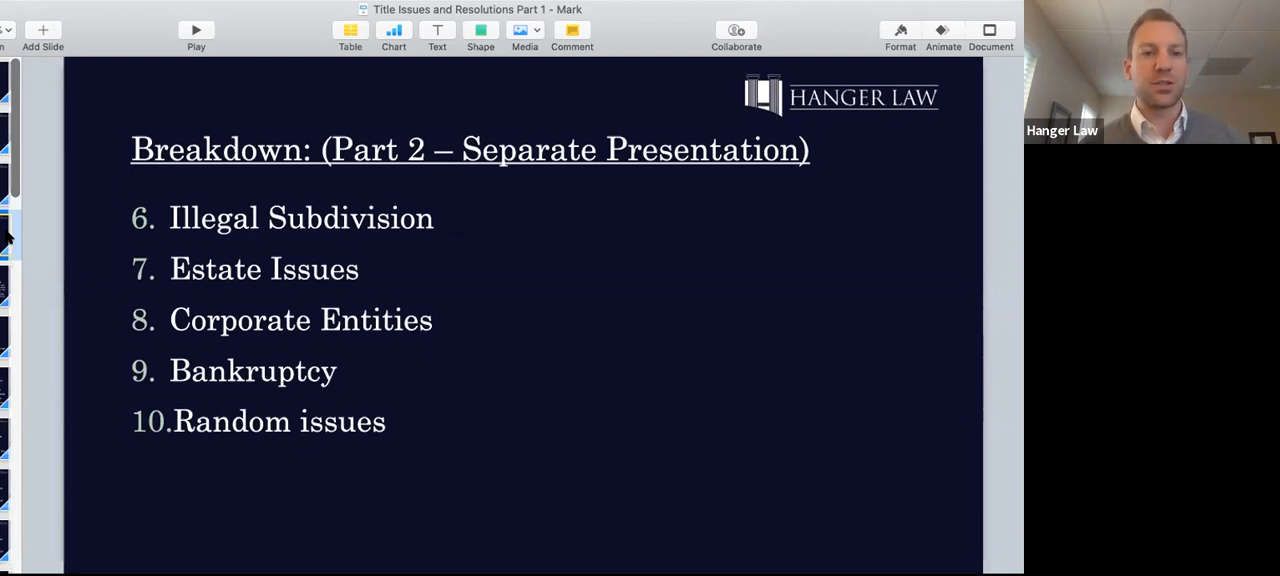 Title Issues and Resolutions Part 1 - Mark
Add Slide
Play
Table
Chart
Text
Shape
Media
Comment
Collaborate
Format
Animate
Document
HANGER LAW
Hanger Law
Breakdown: (Part 2 – Separate Presentation)
6. Illegal Subdivision
7. Estate Issues
8. Corporate Entities
9. Bankruptcy
10.Random issues